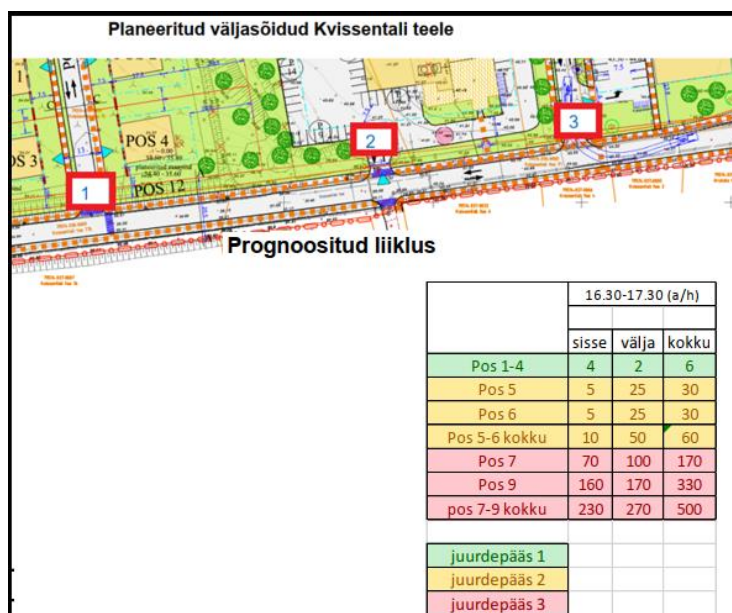 Planeeritud väljasõidud Kvissentali teele
POS 4
POS 12
1
2
3
Prognoositud liiklus
16.30-17.30 (a/h)
sisse välja kokku
Pos 1-4 4 2 6
Pos 5 5 25 30
Pos 6 5 25 30
Pos 5-6 kokku 10 50 60
Pos 7 70 100 170
Pos 9 160 170 330
pos 7-9 kokku 230 270 500
juurdepääs 1
juurdepääs 2
juurdepääs 3